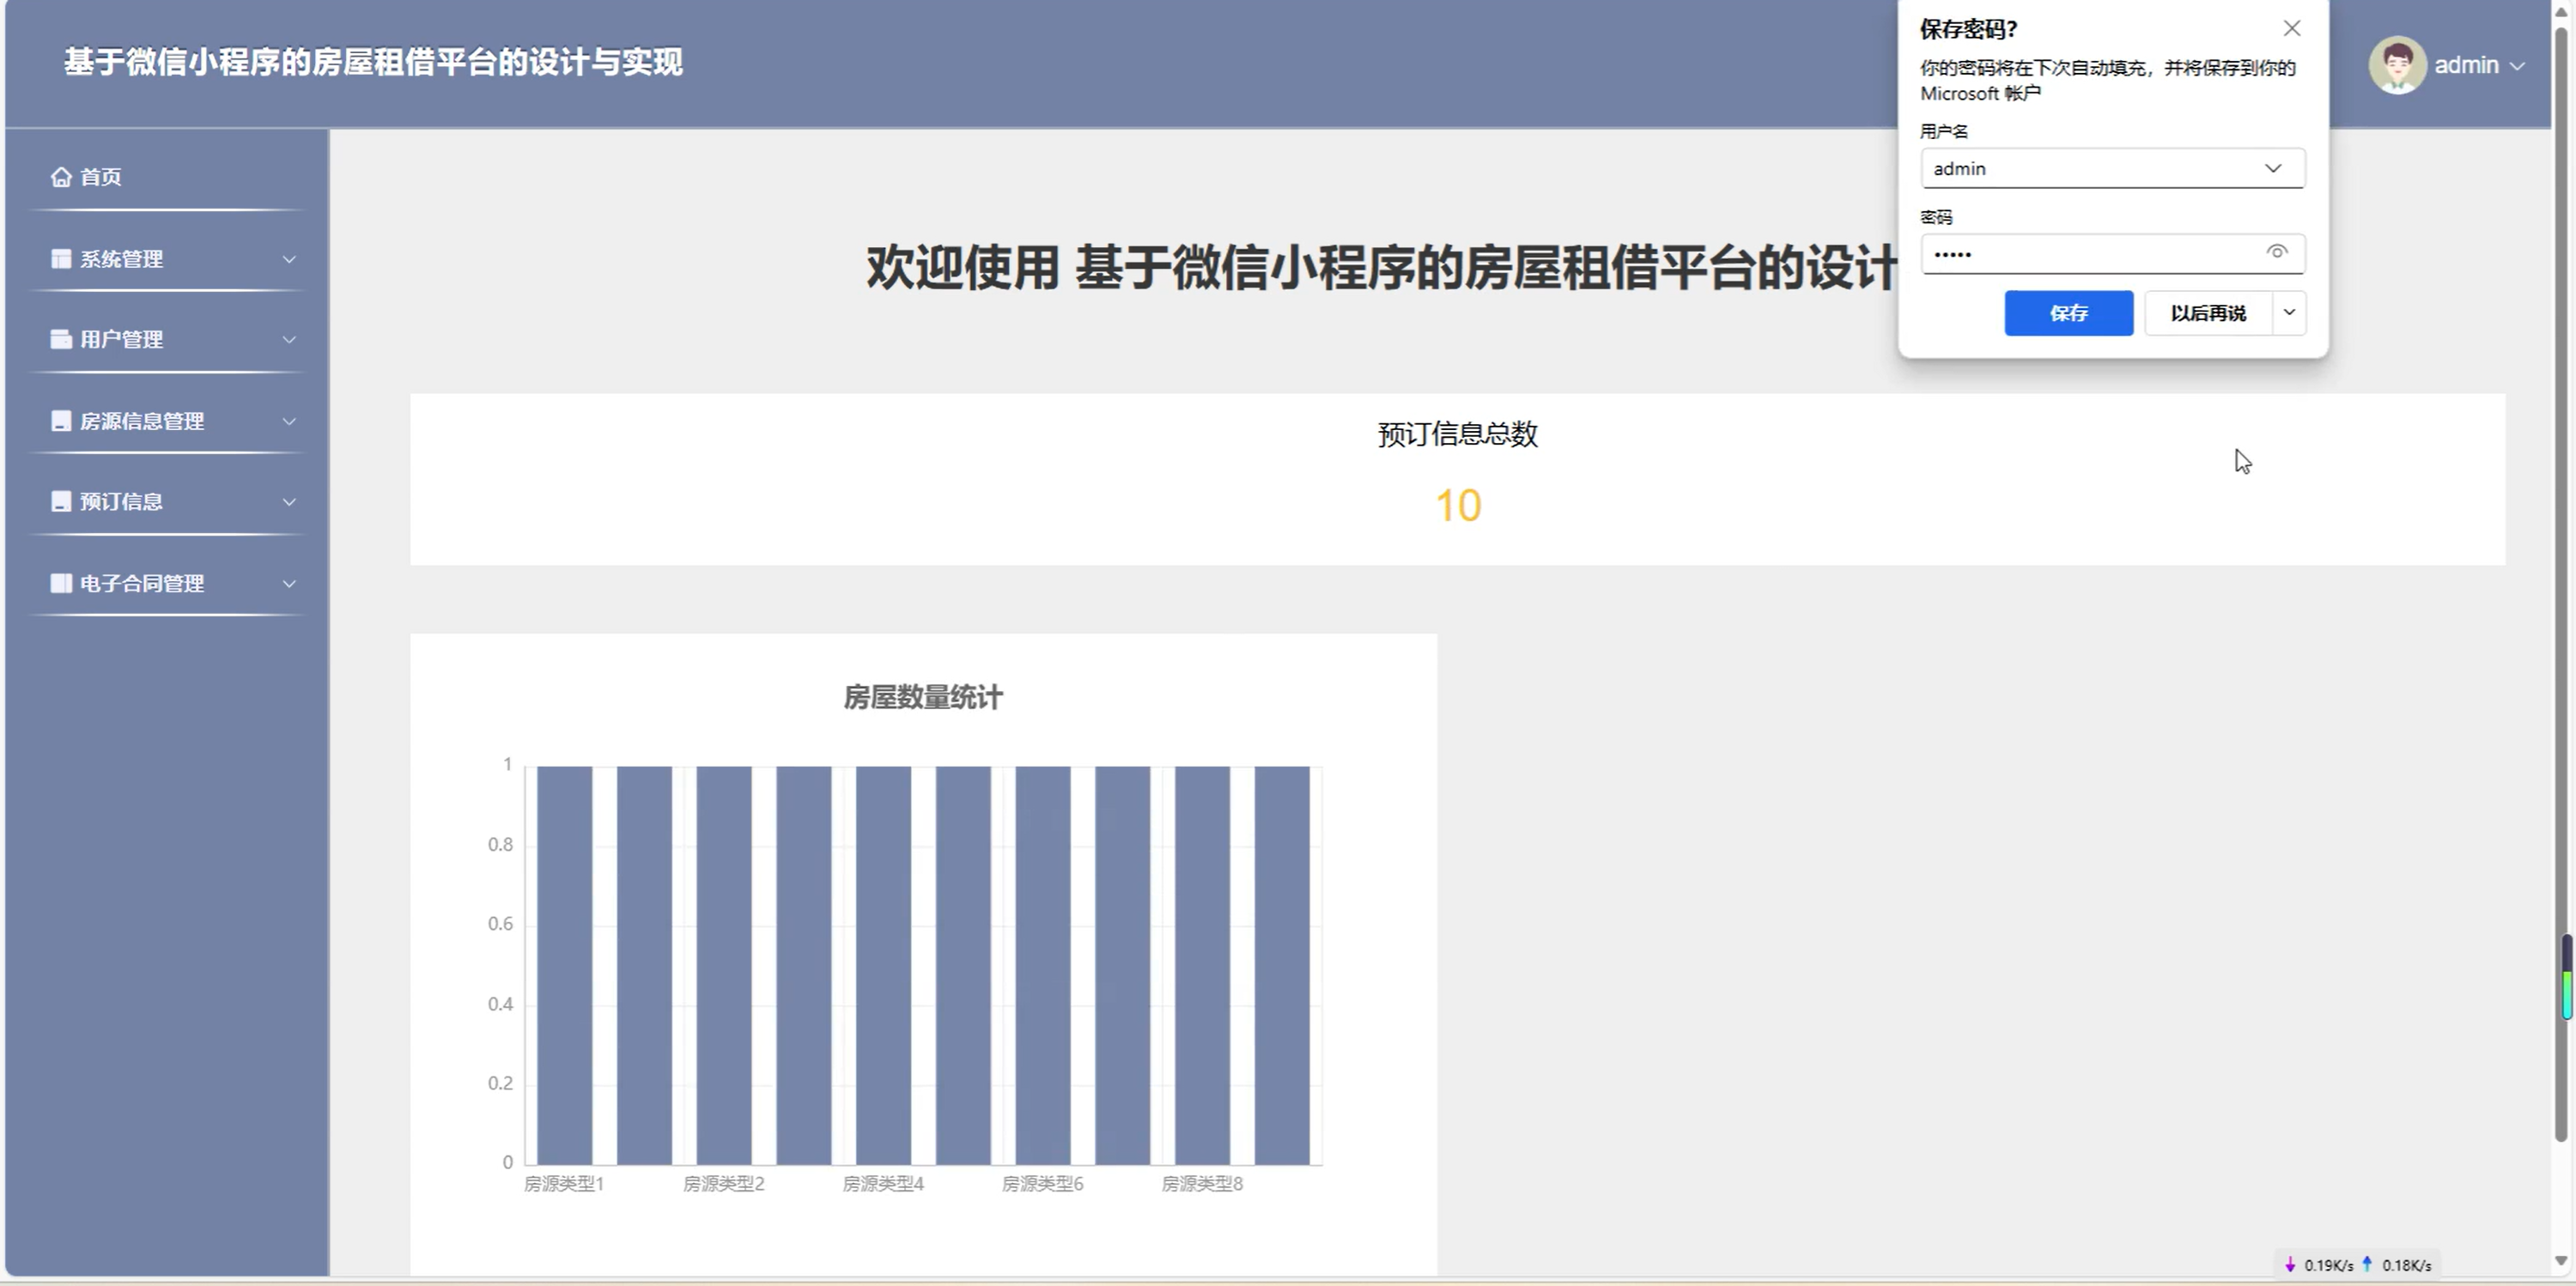 基于微信小程序的房屋租借平台的设计与实现
admin
保存密码?
你的密码将在下次自动填充，并将保存到你的
Microsoft 帐户
用户名
admin
密码
•••••
保存
以后再说
首页
系统管理
用户管理
房源信息管理
预订信息
电子合同管理
欢迎使用 基于微信小程序的房屋租借平台的设计
预订信息总数
10
房屋数量统计
1
0.8
0.6
0.4
0.2
0
房源类型1 房源类型2 房源类型4 房源类型6 房源类型8
0.19K/s 0.18K/s